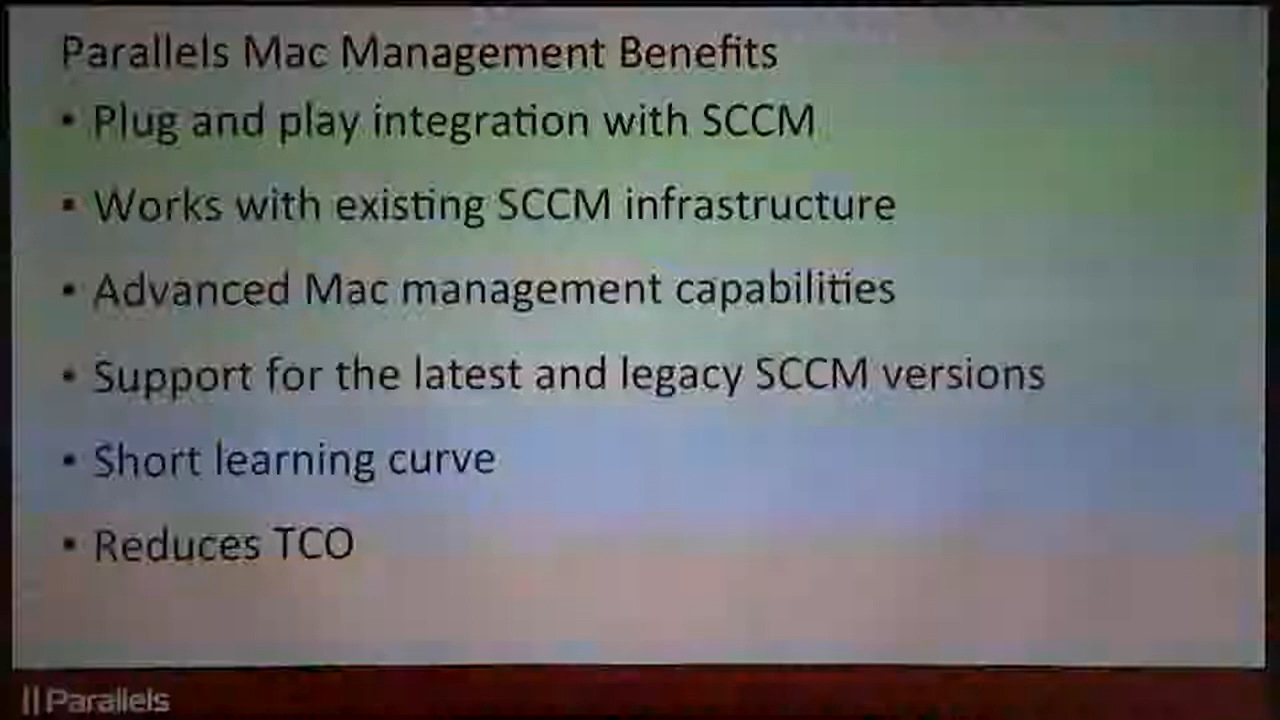 Parallels Mac Management Benefits
• Plug and play integration with SCCM
• Works with existing SCCM infrastructure
• Advanced Mac management capabilities
• Support for the latest and legacy SCCM versions
• Short learning curve
• Reduces TCO
|| Parallels